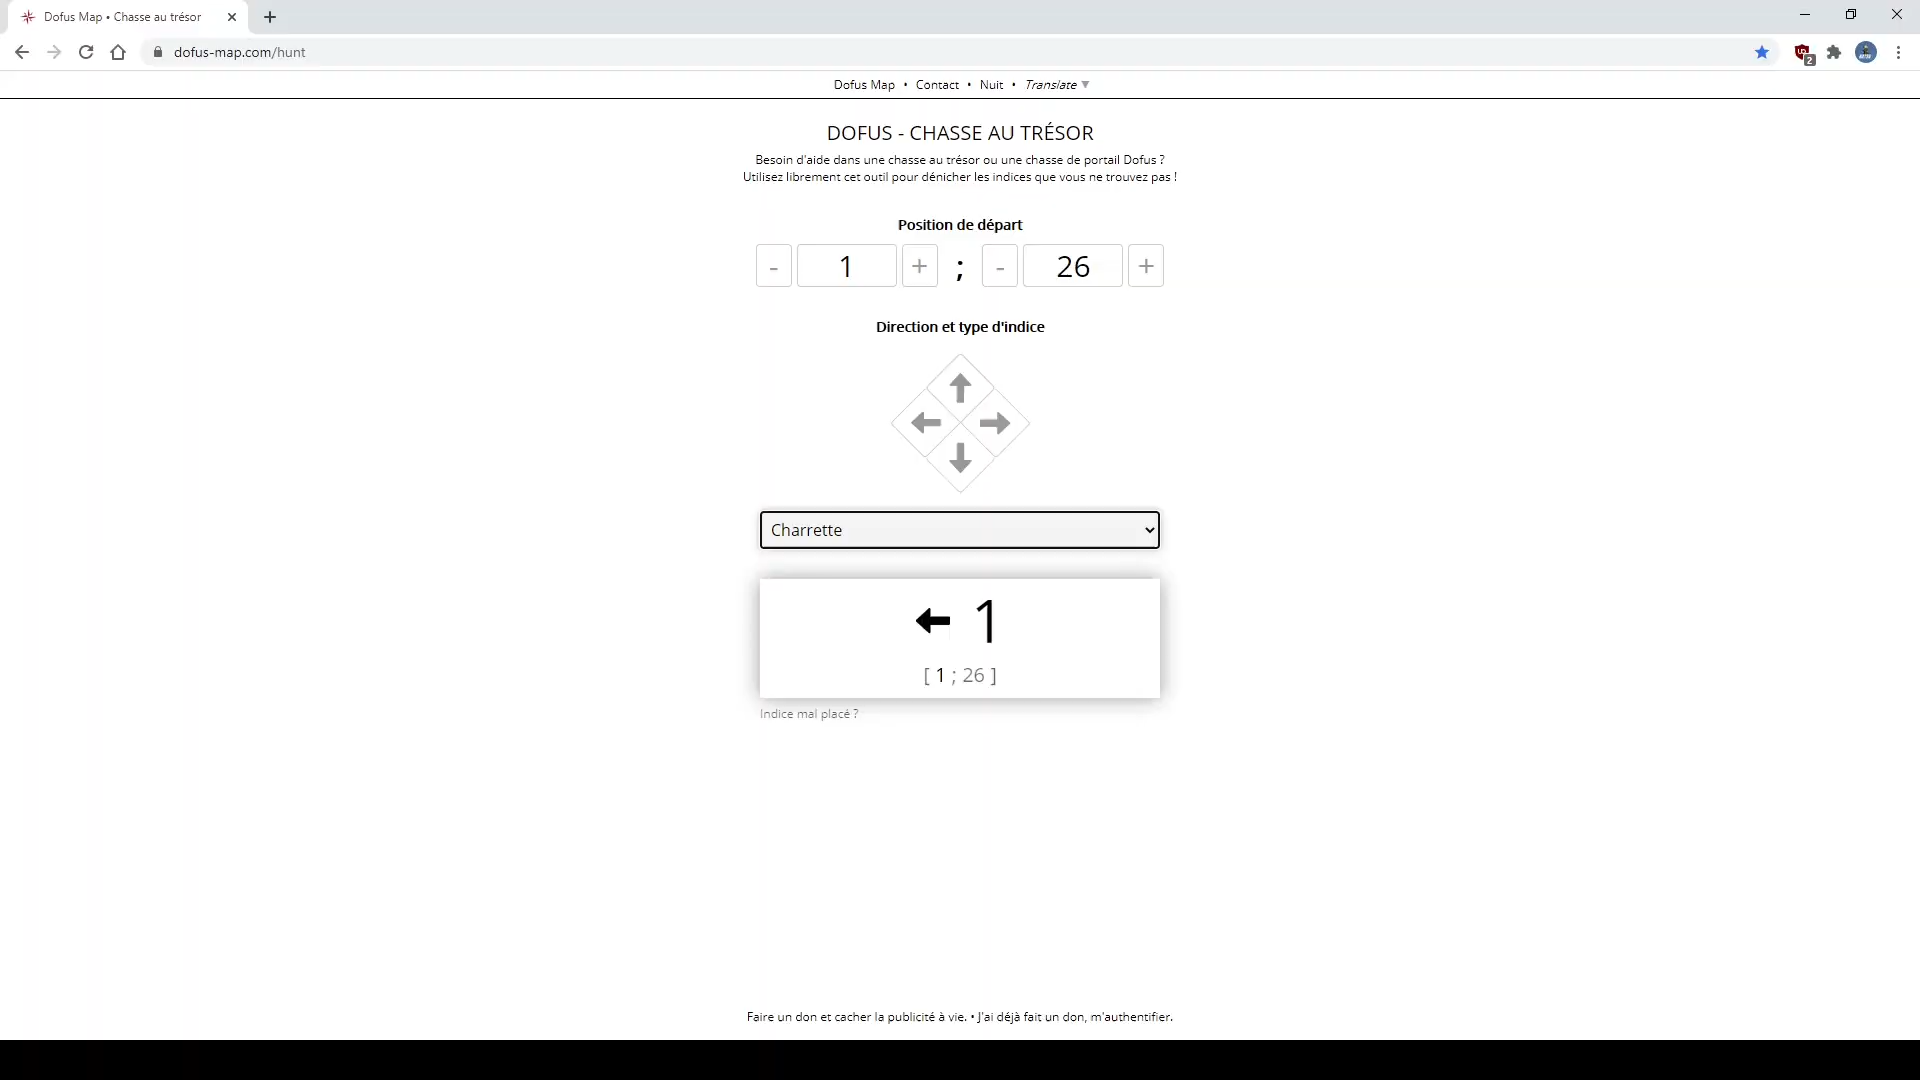 Dofus Map • Chasse au trésor
dofus-map.com/hunt
2
Dofus Map • Contact • Nuit • Translate ▼
DOFUS - CHASSE AU TRÉSOR
Besoin d'aide dans une chasse au trésor ou une chasse de portail Dofus ?
Utilisez librement cet outil pour dénicher les indices que vous ne trouvez pas !
Position de départ
- 1 + ; - 26 +
Direction et type d'indice
Charrette
1
[ 1 ; 26 ]
Indice mal placé ?
Faire un don et cacher la publicité à vie. • J'ai déjà fait un don, m'authentifier.